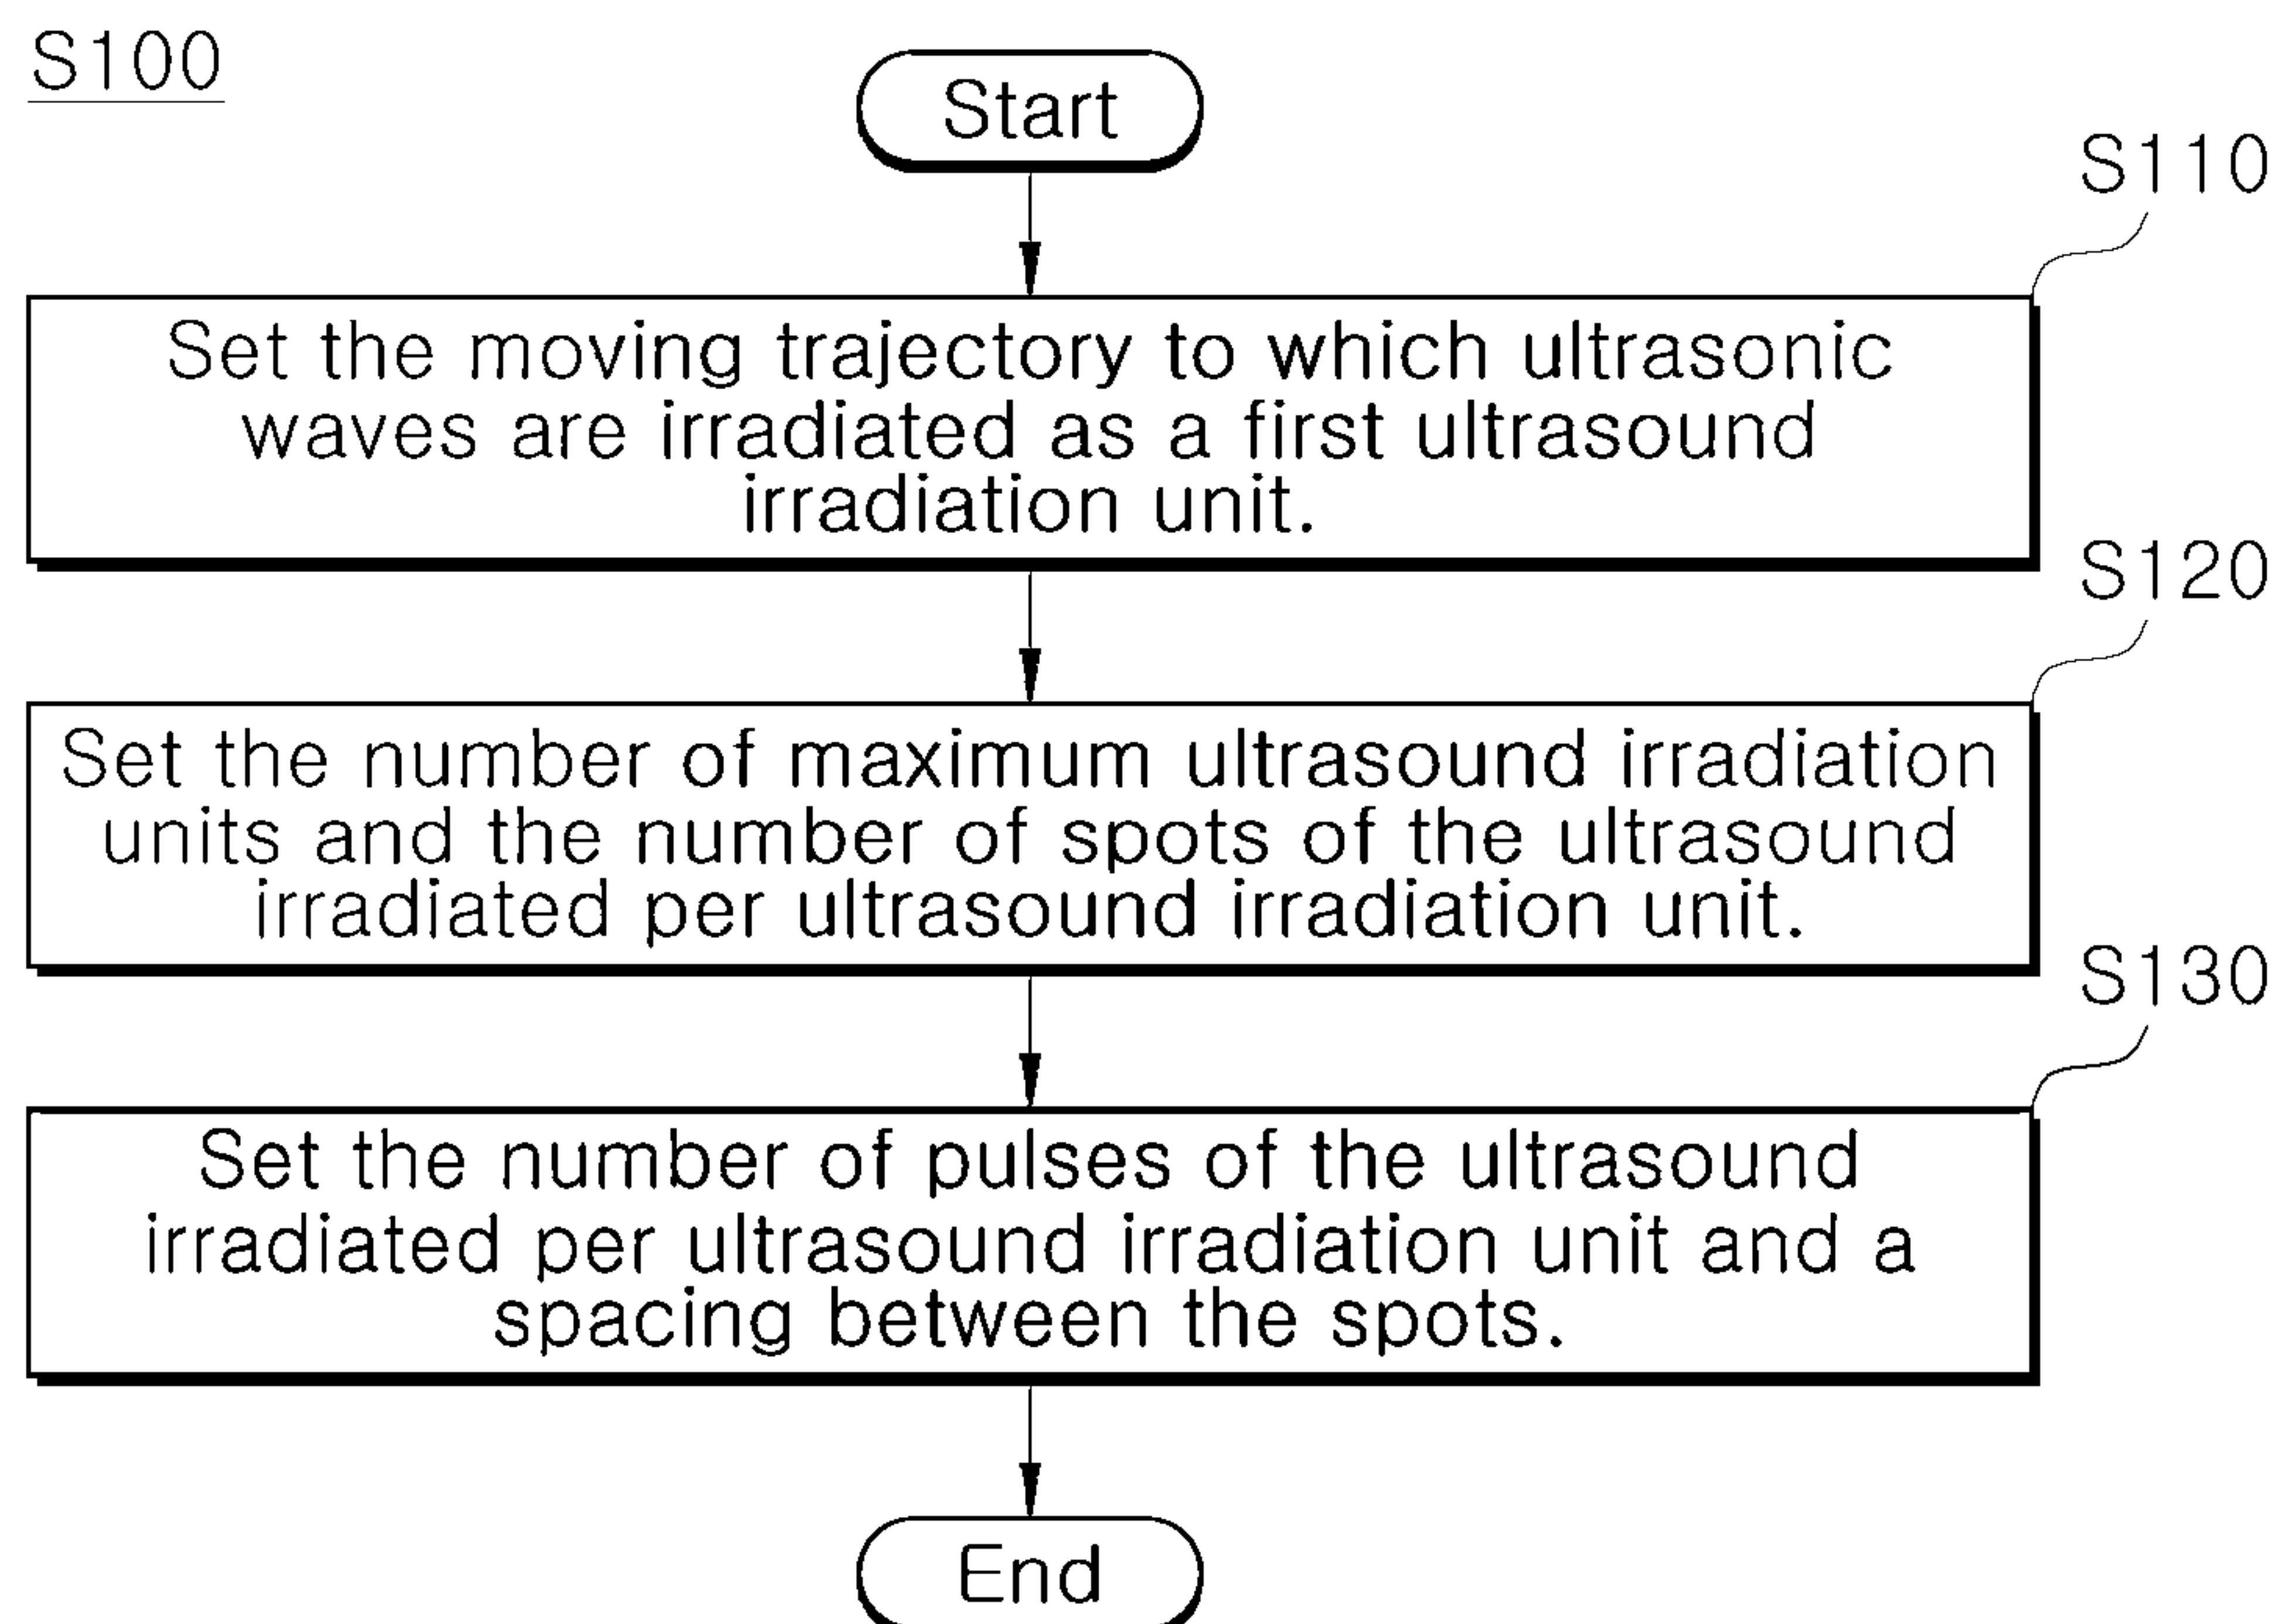 S100
Start
S110
Set the moving trajectory to which ultrasonic
waves are irradiated as a first ultrasound
irradiation unit.
S120
Set the number of maximum ultrasound irradiation
units and the number of spots of the ultrasound
irradiated per ultrasound irradiation unit.
S130
Set the number of pulses of the ultrasound
irradiated per ultrasound irradiation unit and a
spacing between the spots.
End